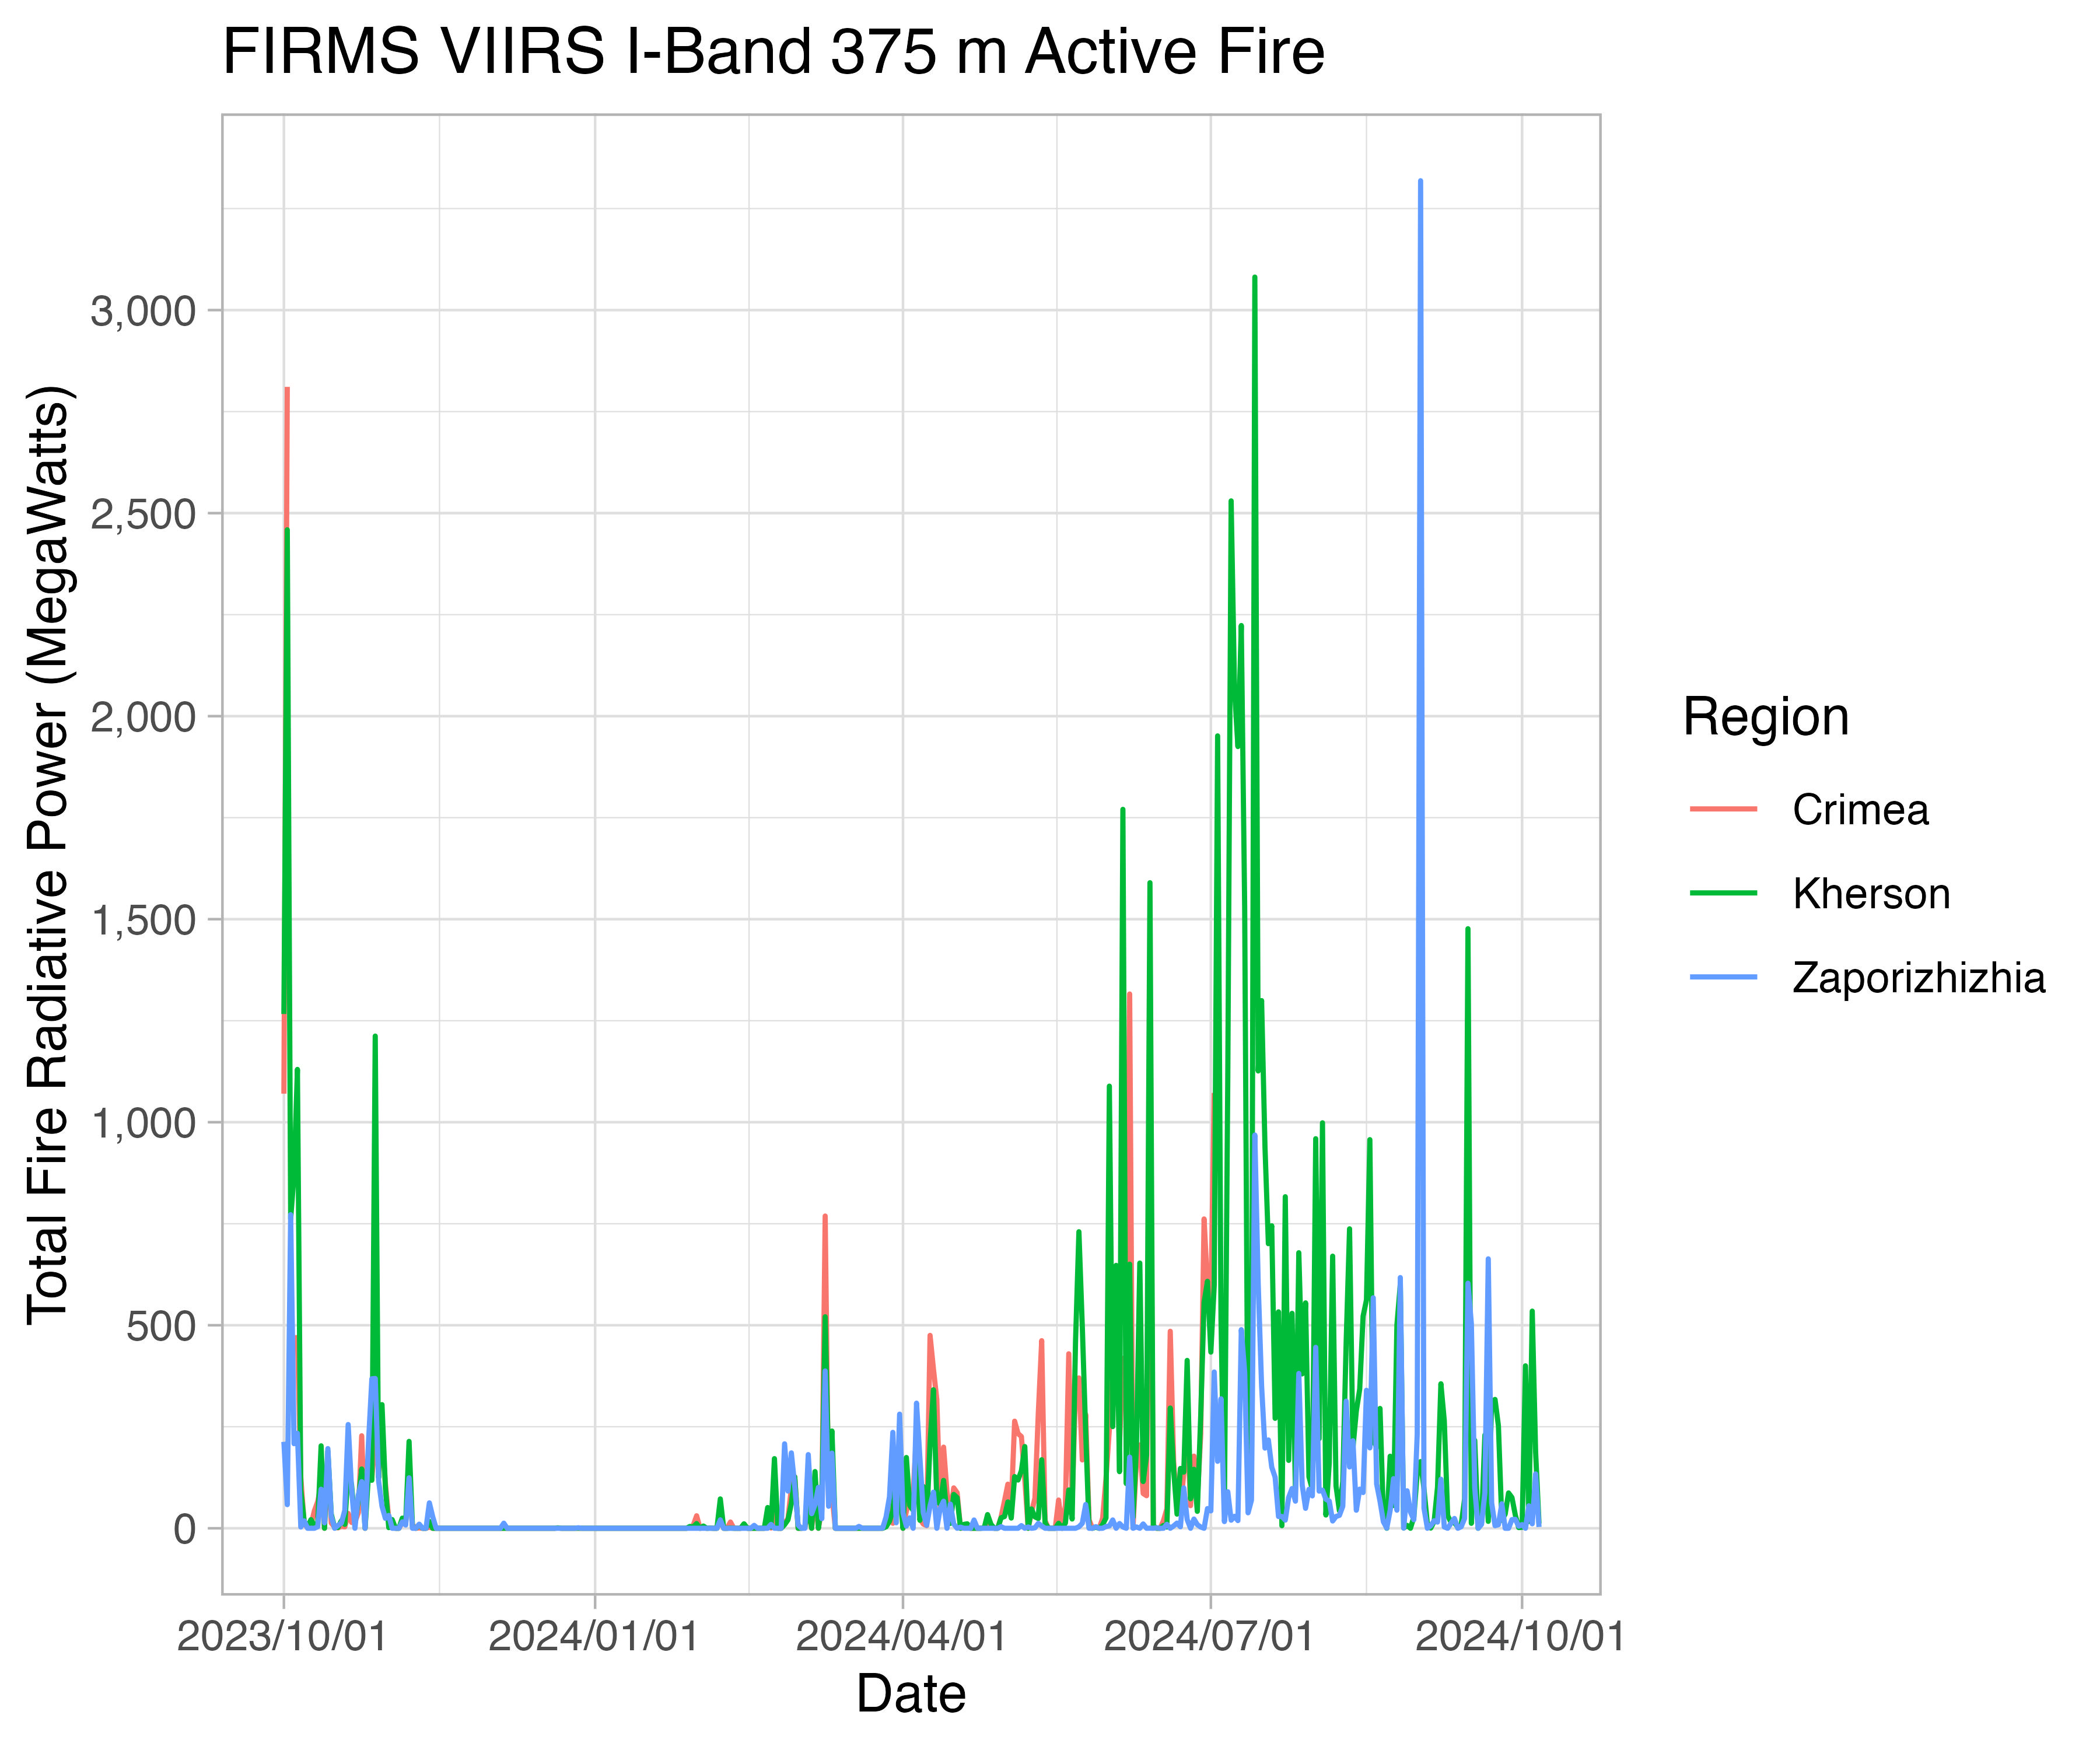 FIRMS VIIRS I-Band 375 m Active Fire
Total Fire Radiative Power (MegaWatts)
3,000
2,500
2,000
1,500
1,000
500
0
2023/10/01
2024/01/01
2024/04/01
2024/07/01
2024/10/01
Date
Region
Crimea
Kherson
Zaporizhizhia